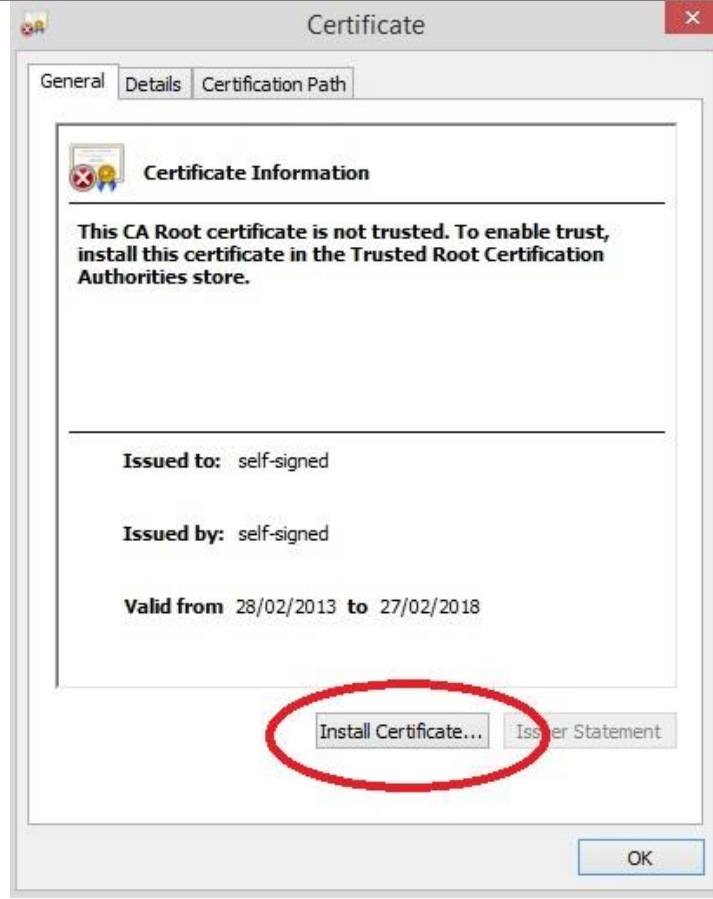 Certificate
General Details Certification Path
Certificate Information
This CA Root certificate is not trusted. To enable trust,
install this certificate in the Trusted Root Certification
Authorities store.
Issued to: self-signed
Issued by: self-signed
Valid from 28/02/2013 to 27/02/2018
Install Certificate... Issuer Statement
OK